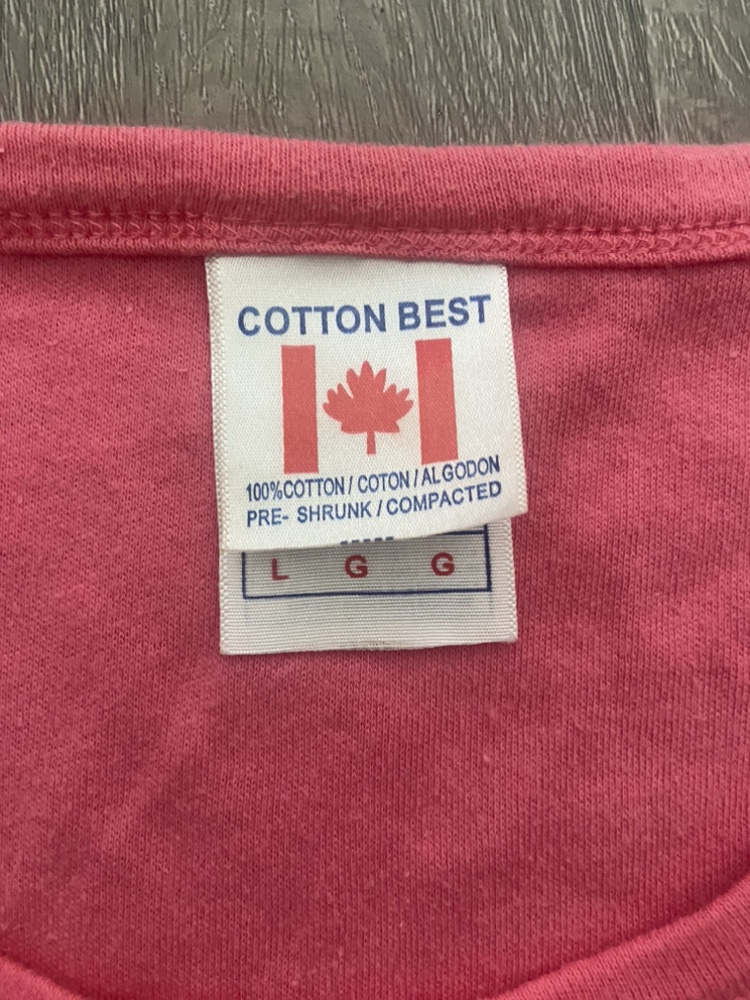 COTTON BEST
100%COTTON / COTON / ALGODON
PRE- SHRUNK / COMPACTED
L G G